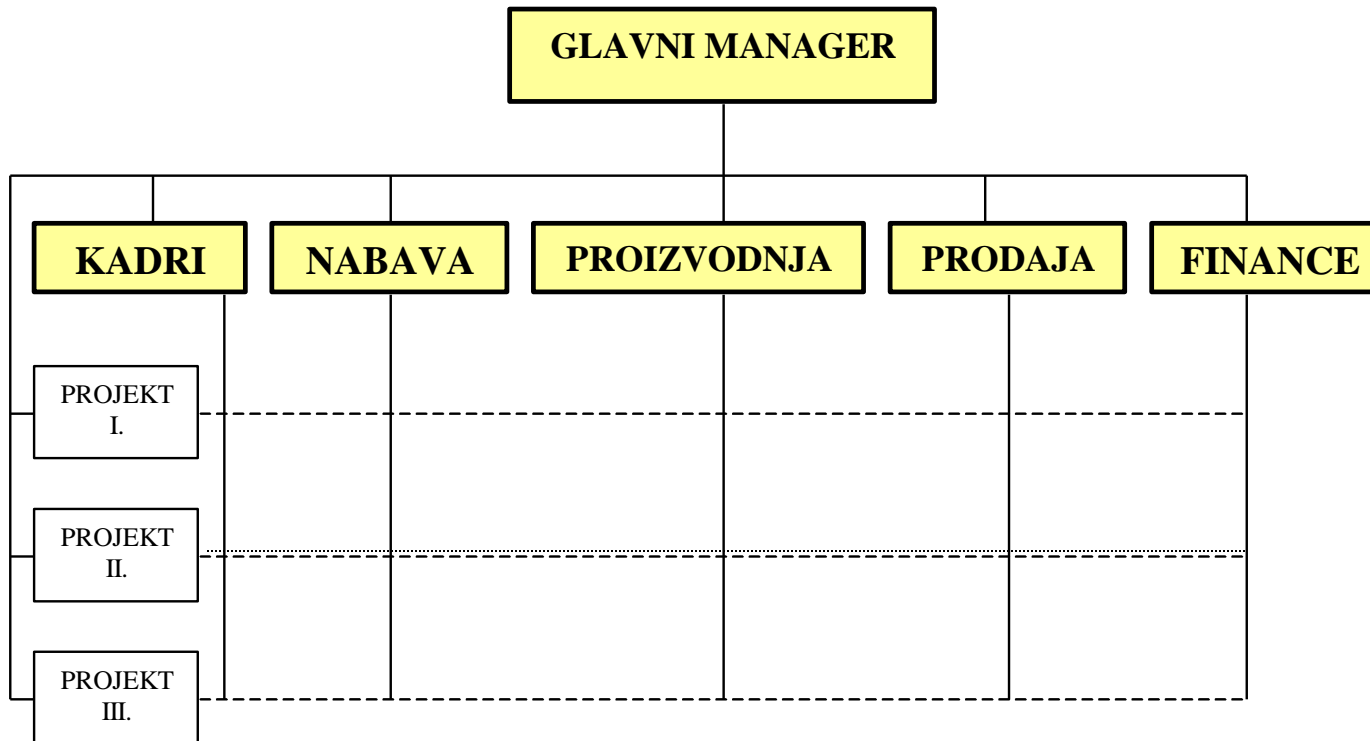 GLAVNI MANAGER
KADRI
NABAVA
PROIZVODNJA
PRODAJA
FINANCE
PROJEKT
I.
PROJEKT
II.
PROJEKT
III.